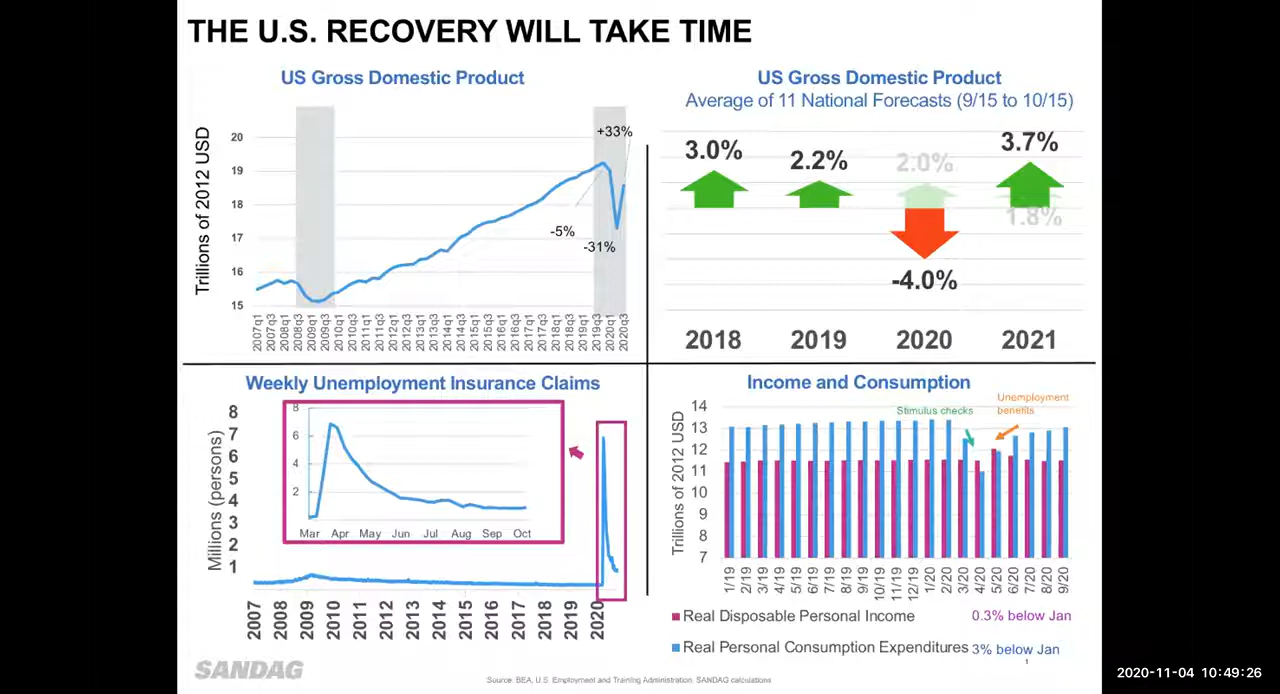 THE U.S. RECOVERY WILL TAKE TIME
US Gross Domestic Product
Trillions of 2012 USD
20
19
18
17
16
15
+33%
-5%
-31%
2007q1
2007q3
2008q1
2008q3
2009q1
2009q3
2010q1
2010q3
2011q1
2011q3
2012q1
2012q3
2013q1
2013q3
2014q1
2014q3
2015q1
2015q3
2016q1
2016q3
2017q1
2017q3
2018q1
2018q3
2019q1
2019q3
2020q1
2020q3
US Gross Domestic Product
Average of 11 National Forecasts (9/15 to 10/15)
3.0%
2.2%
2.0%
3.7%
1.8%
-4.0%
2018
2019
2020
2021
Weekly Unemployment Insurance Claims
Millions (persons)
8
7
6
5
4
3
2
1
8
6
4
2
Mar
Apr
May
Jun
Jul
Aug
Sep
Oct
2007
2008
2009
2010
2011
2012
2013
2014
2015
2016
2017
2018
2019
2020
Income and Consumption
Trillions of 2012 USD
14
13
12
11
10
9
8
7
Stimulus checks
Unemployment
benefits
1/19
2/19
3/19
4/19
5/19
6/19
7/19
8/19
9/19
10/19
11/19
12/19
1/20
2/20
3/20
4/20
5/20
6/20
7/20
8/20
9/20
Real Disposable Personal Income
0.3% below Jan
Real Personal Consumption Expenditures
3% below Jan
1
SANDAG
Source: BEA, U.S. Employment and Training Administration. SANDAG calculations
2020-11-04 10:49:26